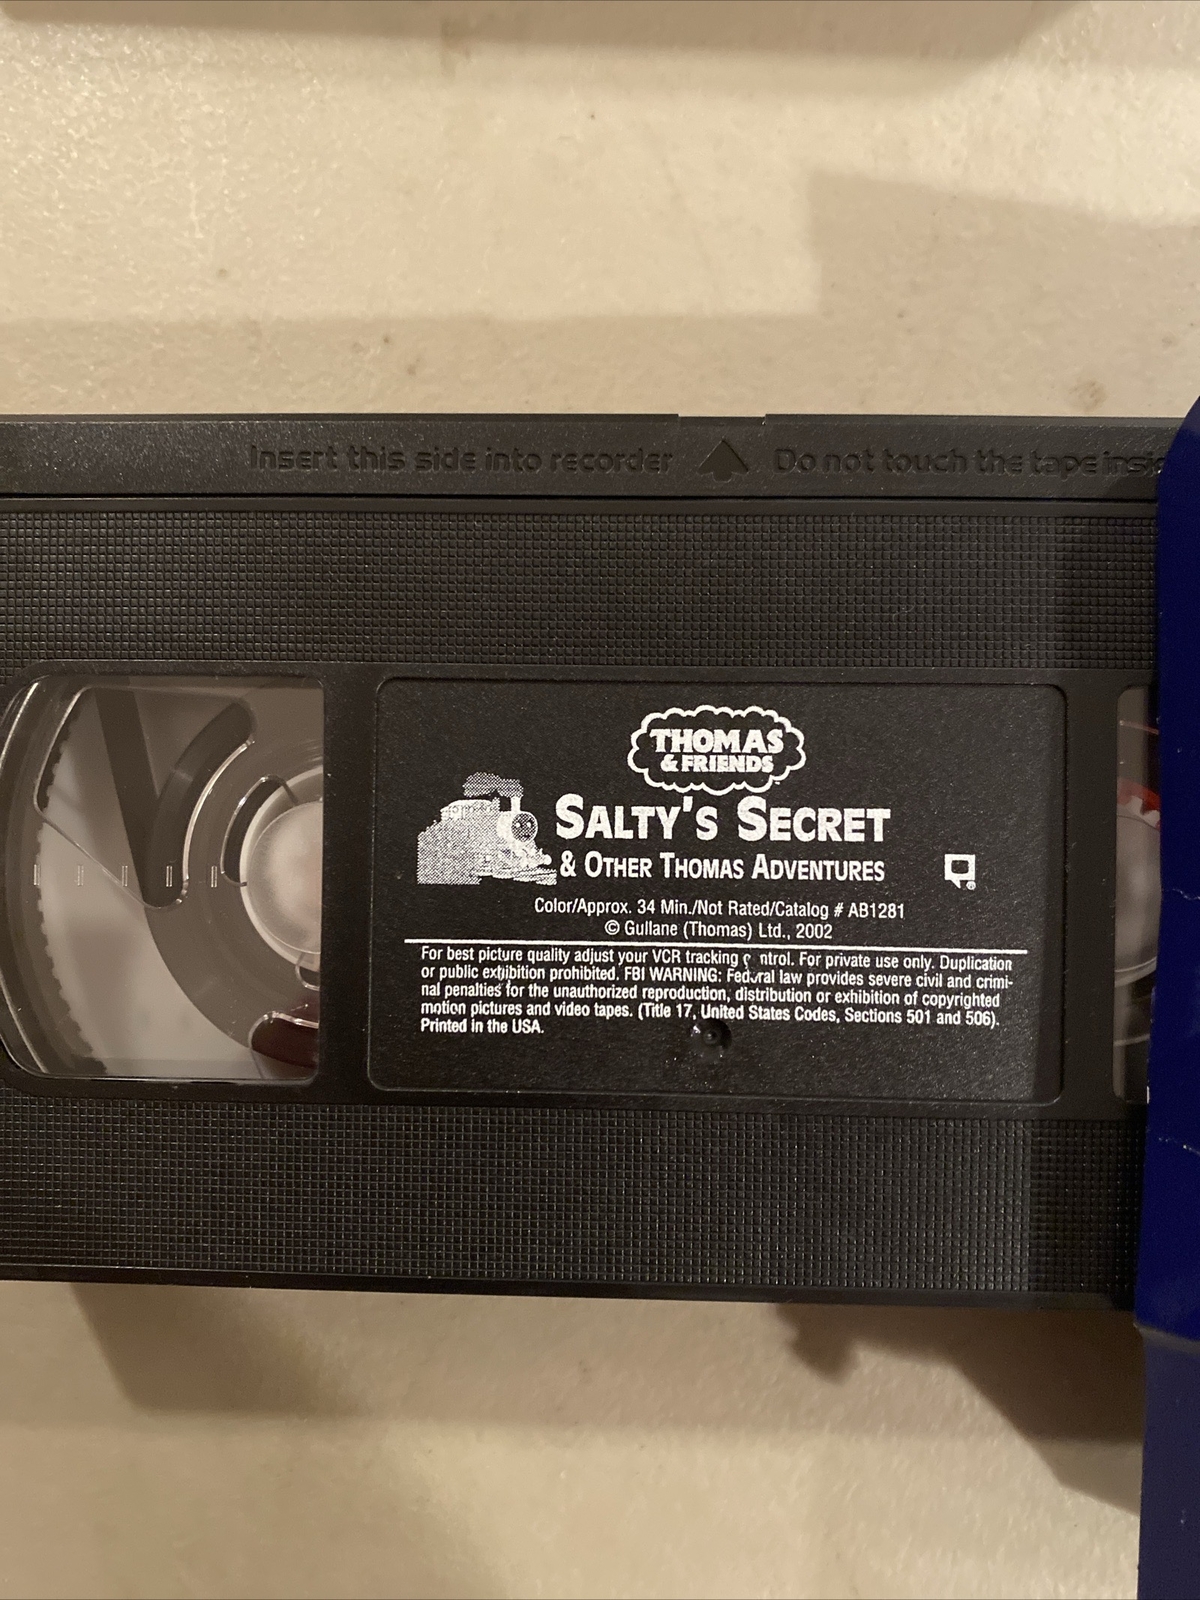 Insert this side into recorder Do not touch the tape
THOMAS
& FRIENDS
SALTY'S SECRET
& OTHER THOMAS ADVENTURES
Color/Approx. 34 Min./Not Rated/Catalog # AB1281
© Gullane (Thomas) Ltd., 2002
For best picture quality adjust your VCR tracking c ntrol. For private use only. Duplication
or public exhibition prohibited. FBI WARNING: Federal law provides severe civil and crimi-
nal penalties for the unauthorized reproduction, distribution or exhibition of copyrighted
motion pictures and video tapes. (Title 17, United States Codes, Sections 501 and 506).
Printed in the USA.